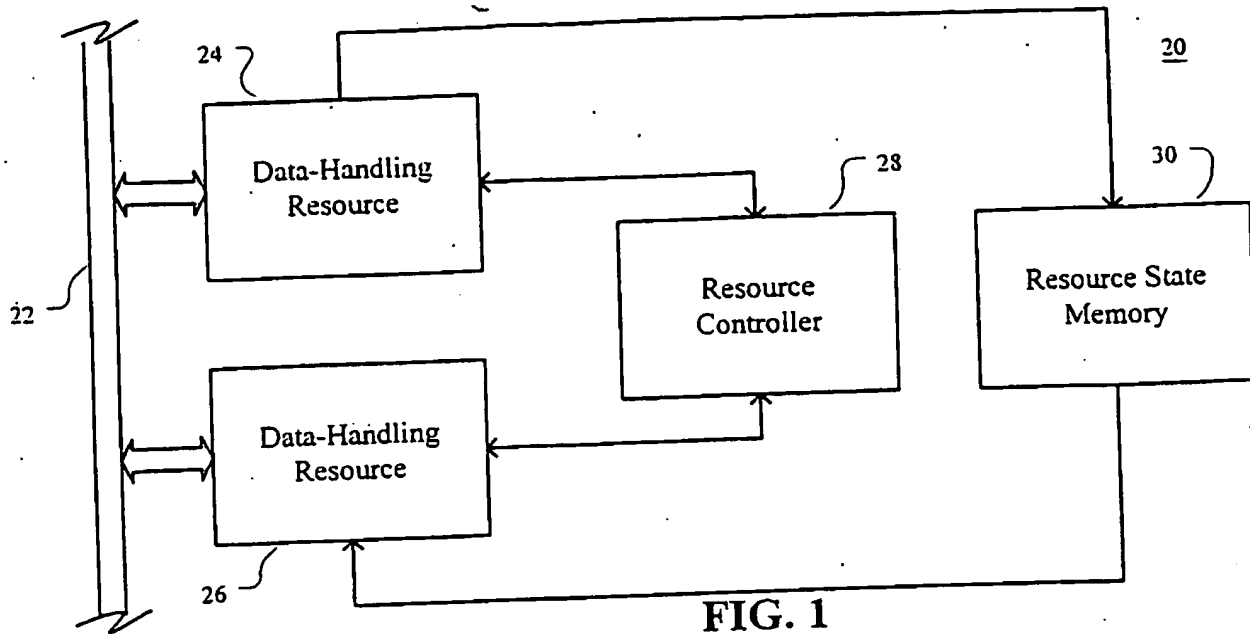 20
24
Data-Handling
Resource
28
30
Resource
Controller
Resource State
Memory
22
Data-Handling
Resource
26
FIG. 1